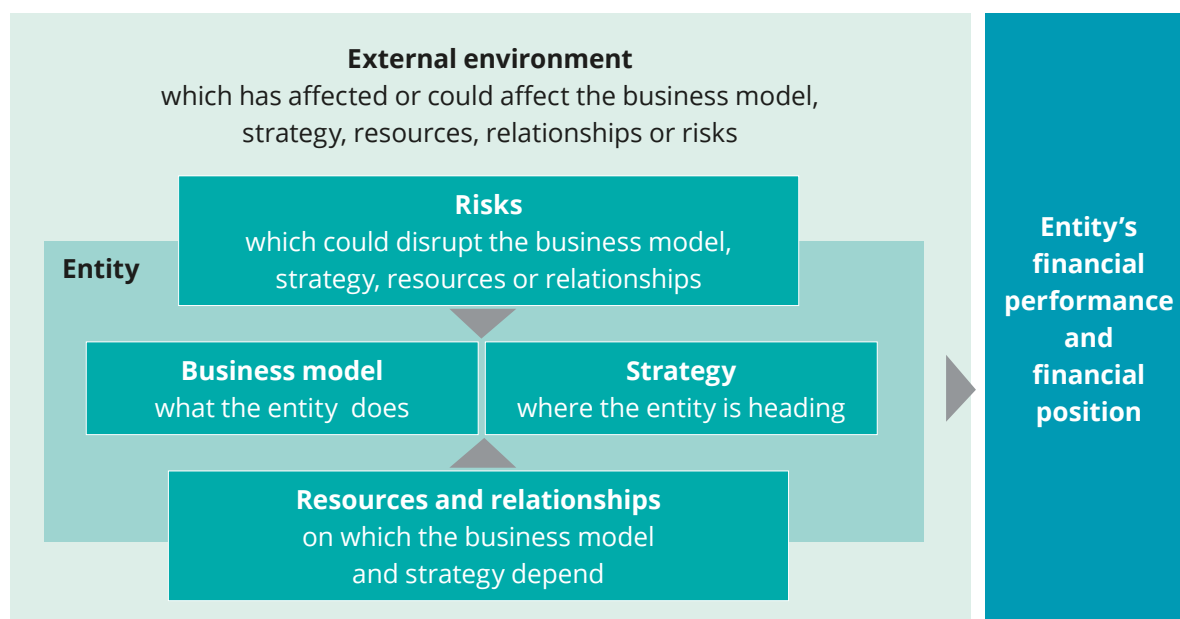 External environment
which has affected or could affect the business model,
strategy, resources, relationships or risks
Risks
which could disrupt the business model,
strategy, resources or relationships
Entity
Business model
what the entity does
Strategy
where the entity is heading
Resources and relationships
on which the business model
and strategy depend
Entity’s
financial
performance
and
financial
position